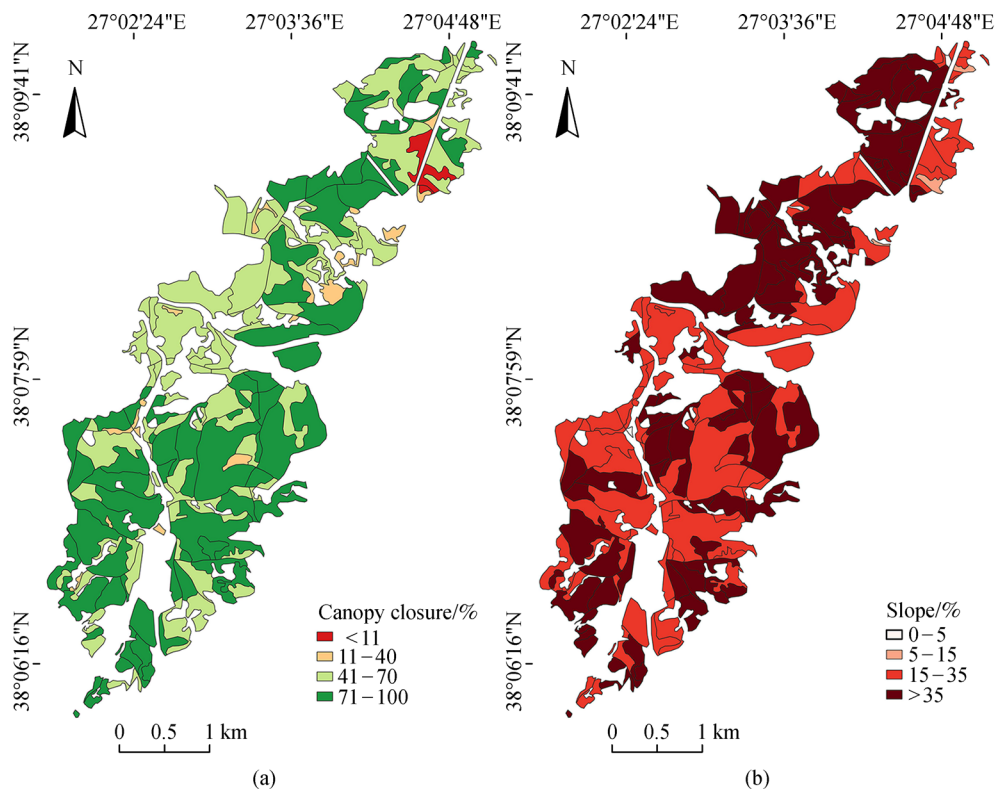 27°02'24"E 27°03'36"E 27°04'48"E
38°09'41"N
38°07'59"N
38°06'16"N
N
Canopy closure/%
<11
11−40
41−70
71−100
0 0.5 1 km
(a)
27°02'24"E 27°03'36"E 27°04'48"E
38°09'41"N
38°07'59"N
38°06'16"N
N
Slope/%
0−5
5−15
15−35
>35
0 0.5 1 km
(b)